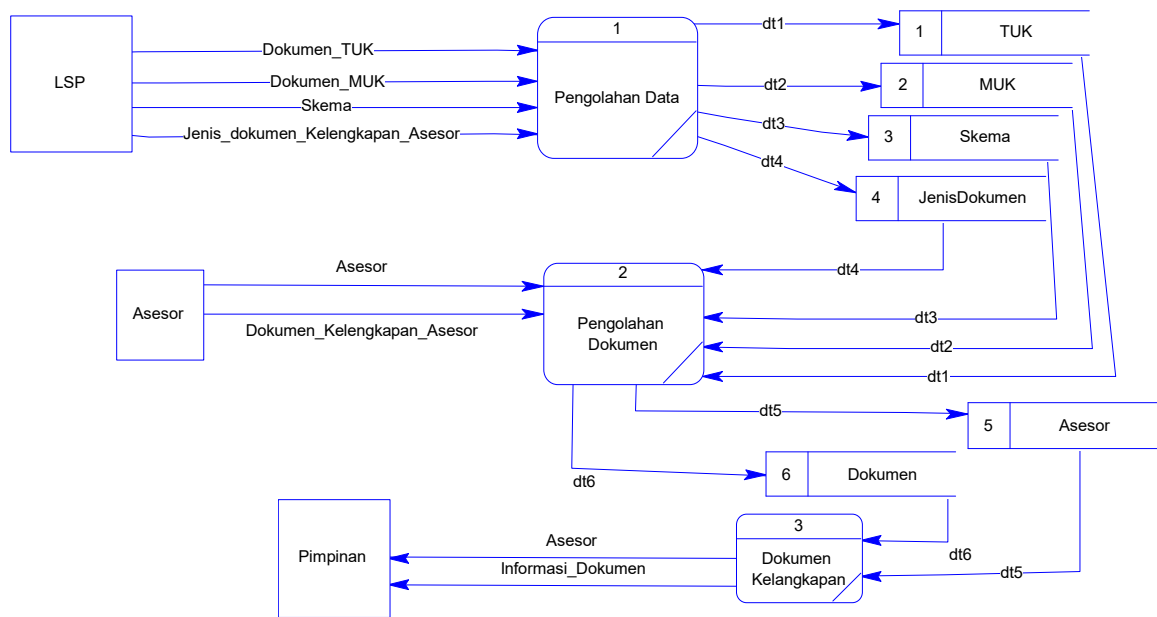 LSP
Dokumen_TUK
Dokumen_MUK
Skema
Jenis_dokumen_Kelengkapan_Asesor
1
Pengolahan Data
dt1
dt2
dt3
dt4
1 TUK
2 MUK
3 Skema
4 JenisDokumen
Asesor
Asesor
Dokumen_Kelengkapan_Asesor
2
Pengolahan
Dokumen
dt4
dt3
dt2
dt1
dt5
5 Asesor
dt6
6 Dokumen
Pimpinan
Asesor
Informasi_Dokumen
3
Dokumen
Kelangkapan
dt6
dt5